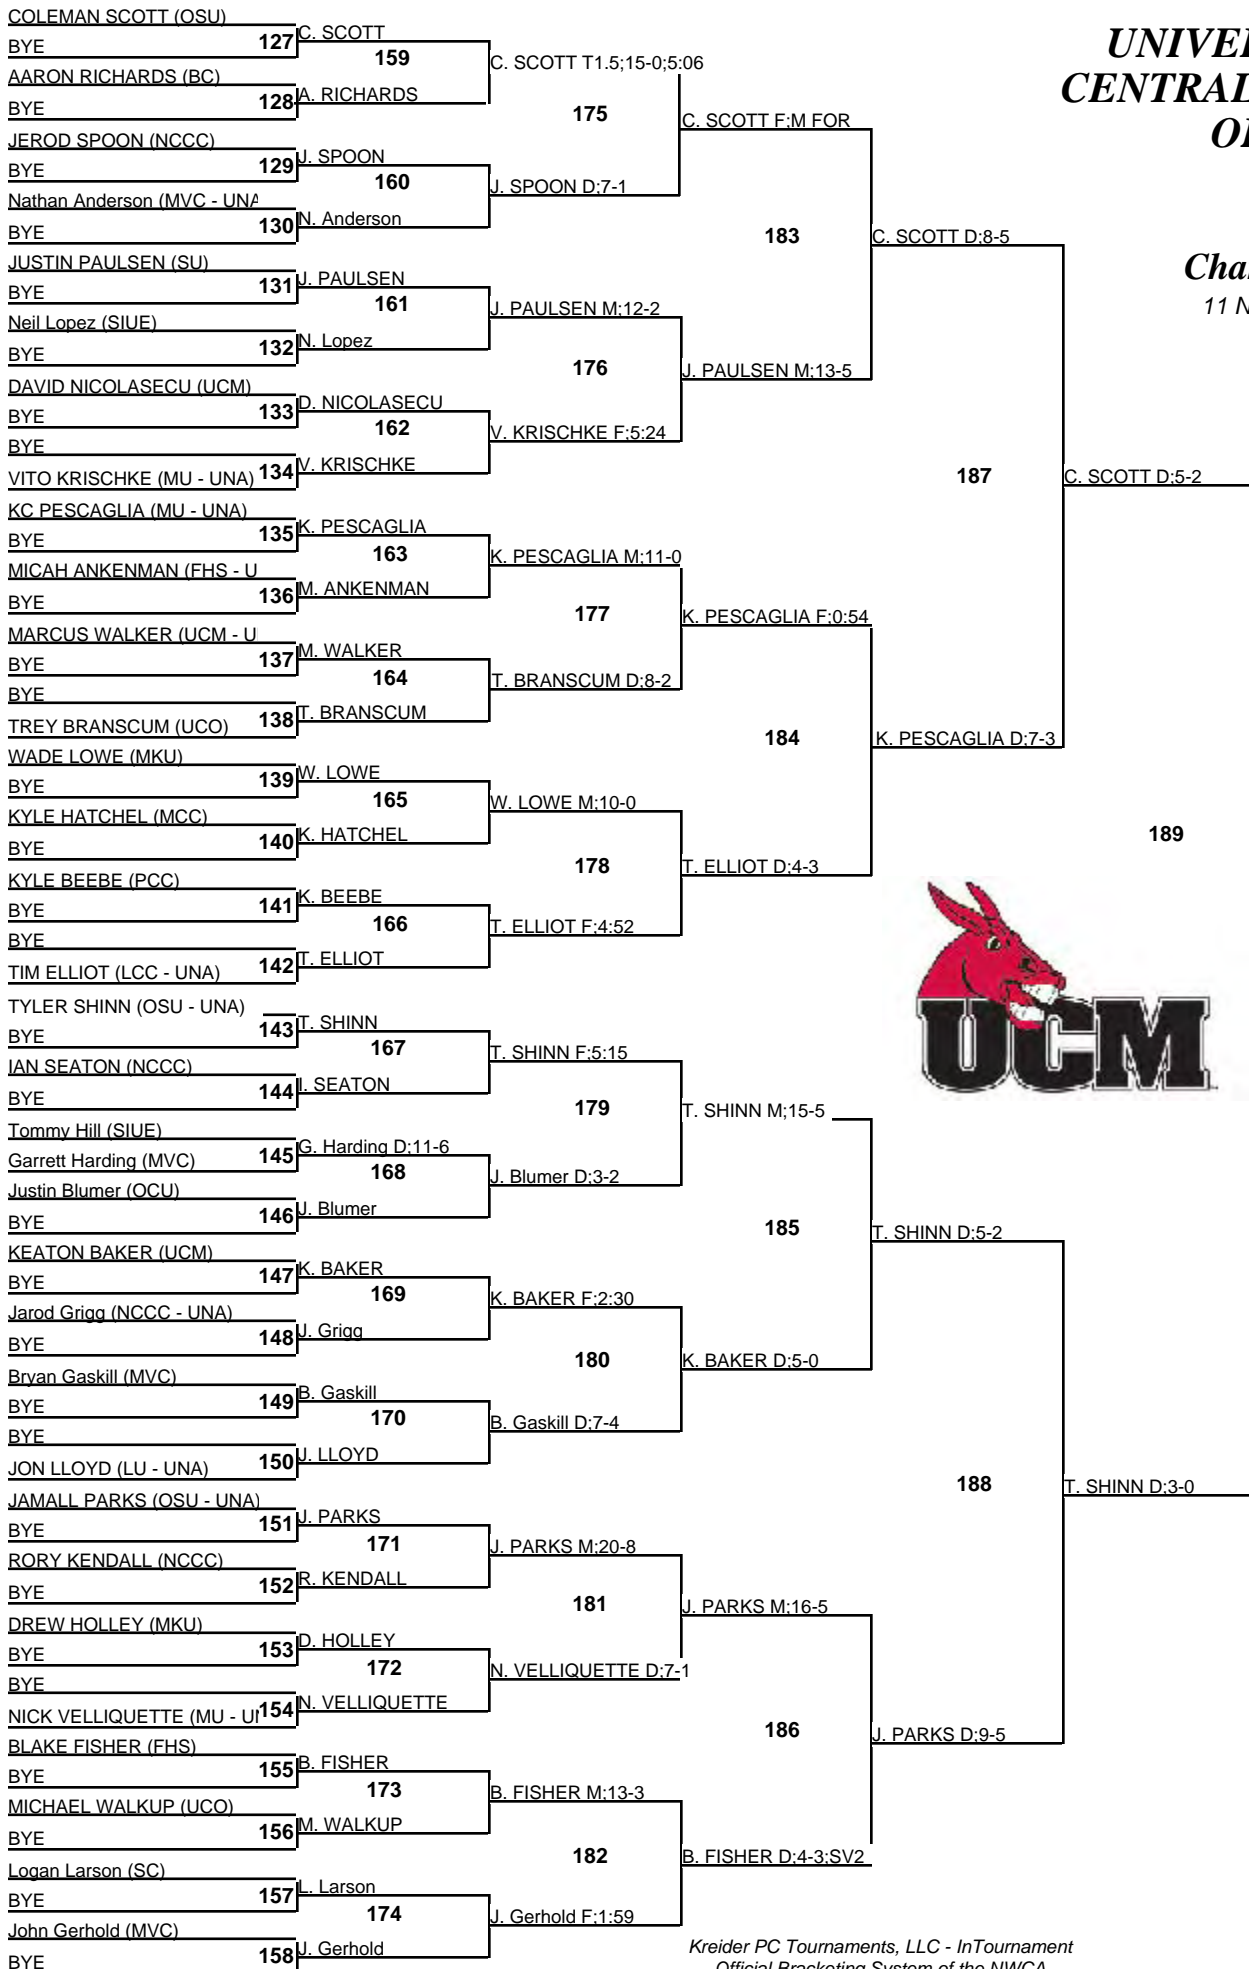 COLEMAN SCOTT (OSU)
BYE
127
C. SCOTT
159
C. SCOTT T1.5;15-0;5:06
AARON RICHARDS (BC)
BYE
128
A. RICHARDS
175
C. SCOTT F;M FOR
JEROD SPOON (NCCC)
BYE
129
J. SPOON
160
J. SPOON D;7-1
Nathan Anderson (MVC - UNA
BYE
130
N. Anderson
183
C. SCOTT D;8-5
JUSTIN PAULSEN (SU)
BYE
131
J. PAULSEN
161
J. PAULSEN M;12-2
Neil Lopez (SIUE)
BYE
132
N. Lopez
176
J. PAULSEN M;13-5
DAVID NICOLASECU (UCM)
BYE
133
D. NICOLASECU
162
V. KRISCHKE F;5:24
BYE
VITO KRISCHKE (MU - UNA)
134
V. KRISCHKE
187
C. SCOTT D;5-2
KC PESCAGLIA (MU - UNA)
BYE
135
K. PESCAGLIA
163
K. PESCAGLIA M;11-0
MICAH ANKENMAN (FHS - U
BYE
136
M. ANKENMAN
177
K. PESCAGLIA F;0:54
MARCUS WALKER (UCM - U
BYE
137
M. WALKER
164
T. BRANSCUM D;8-2
BYE
TREY BRANSCUM (UCO)
138
T. BRANSCUM
184
K. PESCAGLIA D;7-3
WADE LOWE (MKU)
BYE
139
W. LOWE
165
W. LOWE M;10-0
KYLE HATCHEL (MCC)
BYE
140
K. HATCHEL
189
178
T. ELLIOT D;4-3
KYLE BEEBE (PCC)
BYE
141
K. BEEBE
166
T. ELLIOT F;4:52
BYE
TIM ELLIOT (LCC - UNA)
142
T. ELLIOT
UCM
TYLER SHINN (OSU - UNA)
BYE
143
T. SHINN
167
T. SHINN F;5:15
IAN SEATON (NCCC)
BYE
144
I. SEATON
179
T. SHINN M;15-5
Tommy Hill (SIUE)
Garrett Harding (MVC)
145
G. Harding D;11-6
168
J. Blumer D;3-2
Justin Blumer (OCU)
BYE
146
J. Blumer
185
T. SHINN D;5-2
KEATON BAKER (UCM)
BYE
147
K. BAKER
169
K. BAKER F;2:30
Jarod Grigg (NCCC - UNA)
BYE
148
J. Grigg
180
K. BAKER D;5-0
Bryan Gaskill (MVC)
BYE
149
B. Gaskill
170
B. Gaskill D;7-4
BYE
JON LLOYD (LU - UNA)
150
J. LLOYD
188
T. SHINN D;3-0
JAMALL PARKS (OSU - UNA)
BYE
151
J. PARKS
171
J. PARKS M;20-8
RORY KENDALL (NCCC)
BYE
152
R. KENDALL
181
J. PARKS M;16-5
DREW HOLLEY (MKU)
BYE
153
D. HOLLEY
172
N. VELLIQUETTE D;7-1
BYE
NICK VELLIQUETTE (MU - U
154
N. VELLIQUETTE
186
J. PARKS D;9-5
BLAKE FISHER (FHS)
BYE
155
B. FISHER
173
B. FISHER M;13-3
MICHAEL WALKUP (UCO)
BYE
156
M. WALKUP
182
B. FISHER D;4-3;SV2
Logan Larson (SC)
BYE
157
L. Larson
174
J. Gerhold F;1:59
John Gerhold (MVC)
BYE
158
J. Gerhold
UNIVE
CENTRAL
O
Cha
11 N
Kreider PC Tournaments, LLC - InTournament
Official Bracketing System of the NWCA